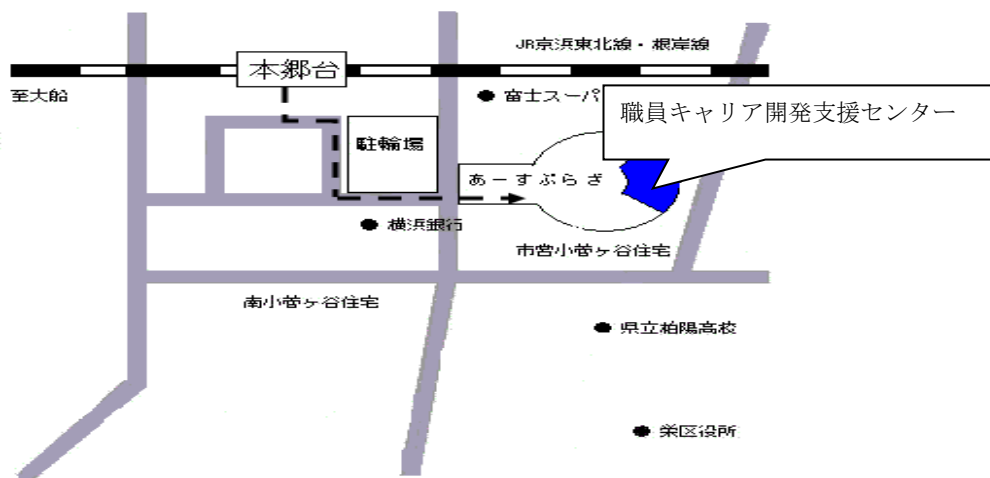 JR京浜東北線・根岸線
本郷台
至大船
富士スーパ
職員キャリア開発支援センター
駐輪場
あーすぷらざ
横浜銀行
市営小菅ヶ谷住宅
南小菅ヶ谷住宅
県立柏陽高校
栄区役所